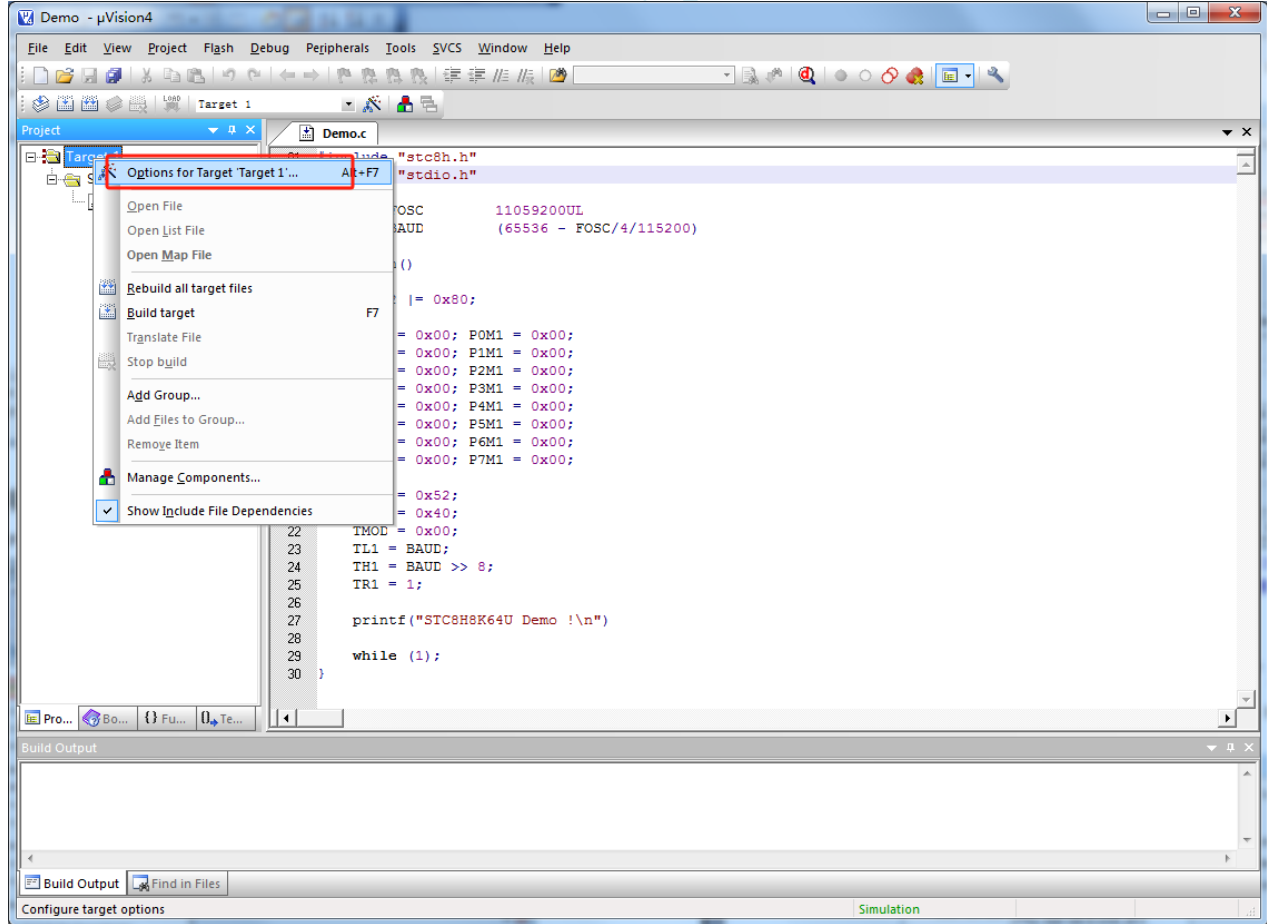 Demo - µVision4
File Edit View Project Flash Debug Peripherals Tools SVCS Window Help
LOAD Target 1
Project
Demo.c
Target 1
Options for Target 'Target 1'... Alt+F7
Open File
Open List File
Open Map File
Rebuild all target files
Build target F7
Translate File
Stop build
Add Group...
Add Files to Group...
Remove Item
Manage Components...
Show Include File Dependencies
"stc8h.h"
"stdio.h"
FOSC 11059200UL
BAUD (65536 - FOSC/4/115200)
()
|= 0x80;
= 0x00; P0M1 = 0x00;
= 0x00; P1M1 = 0x00;
= 0x00; P2M1 = 0x00;
= 0x00; P3M1 = 0x00;
= 0x00; P4M1 = 0x00;
= 0x00; P5M1 = 0x00;
= 0x00; P6M1 = 0x00;
= 0x00; P7M1 = 0x00;
= 0x52;
= 0x40;
22 TMOD = 0x00;
23 TL1 = BAUD;
24 TH1 = BAUD >> 8;
25 TR1 = 1;
26
27 printf("STC8H8K64U Demo !\n")
28
29 while (1);
30 }
Pro... Bo... {} Fu... Te...
Build Output
Build Output Find in Files
Configure target options Simulation